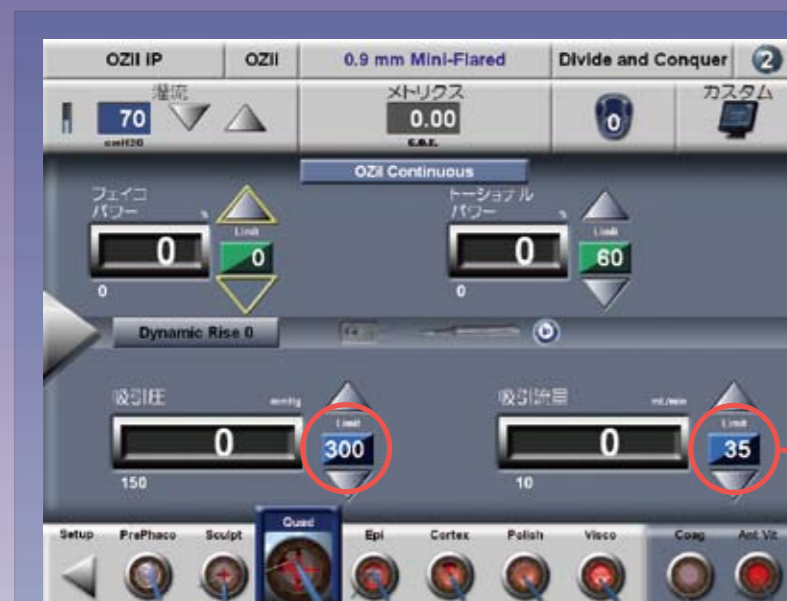 OZil IP OZil 0.9 mm Mini-Flared Divide and Conquer 2
灌流 メトリクス カスタム
70 0.00 0
cmH2O C.D.E.
OZil Continuous
フェイコ
パワー %
トーショナル
パワー %
Limit Limit
0 0 0 60
0 0
Dynamic Rise 0
吸引圧 mmHg 吸引流量 ml/min
Limit Limit
0 300 0 35
150 10
Setup PrePhaco Sculpt Quad Epi Cortex Polish Visco Coag Ant Vit